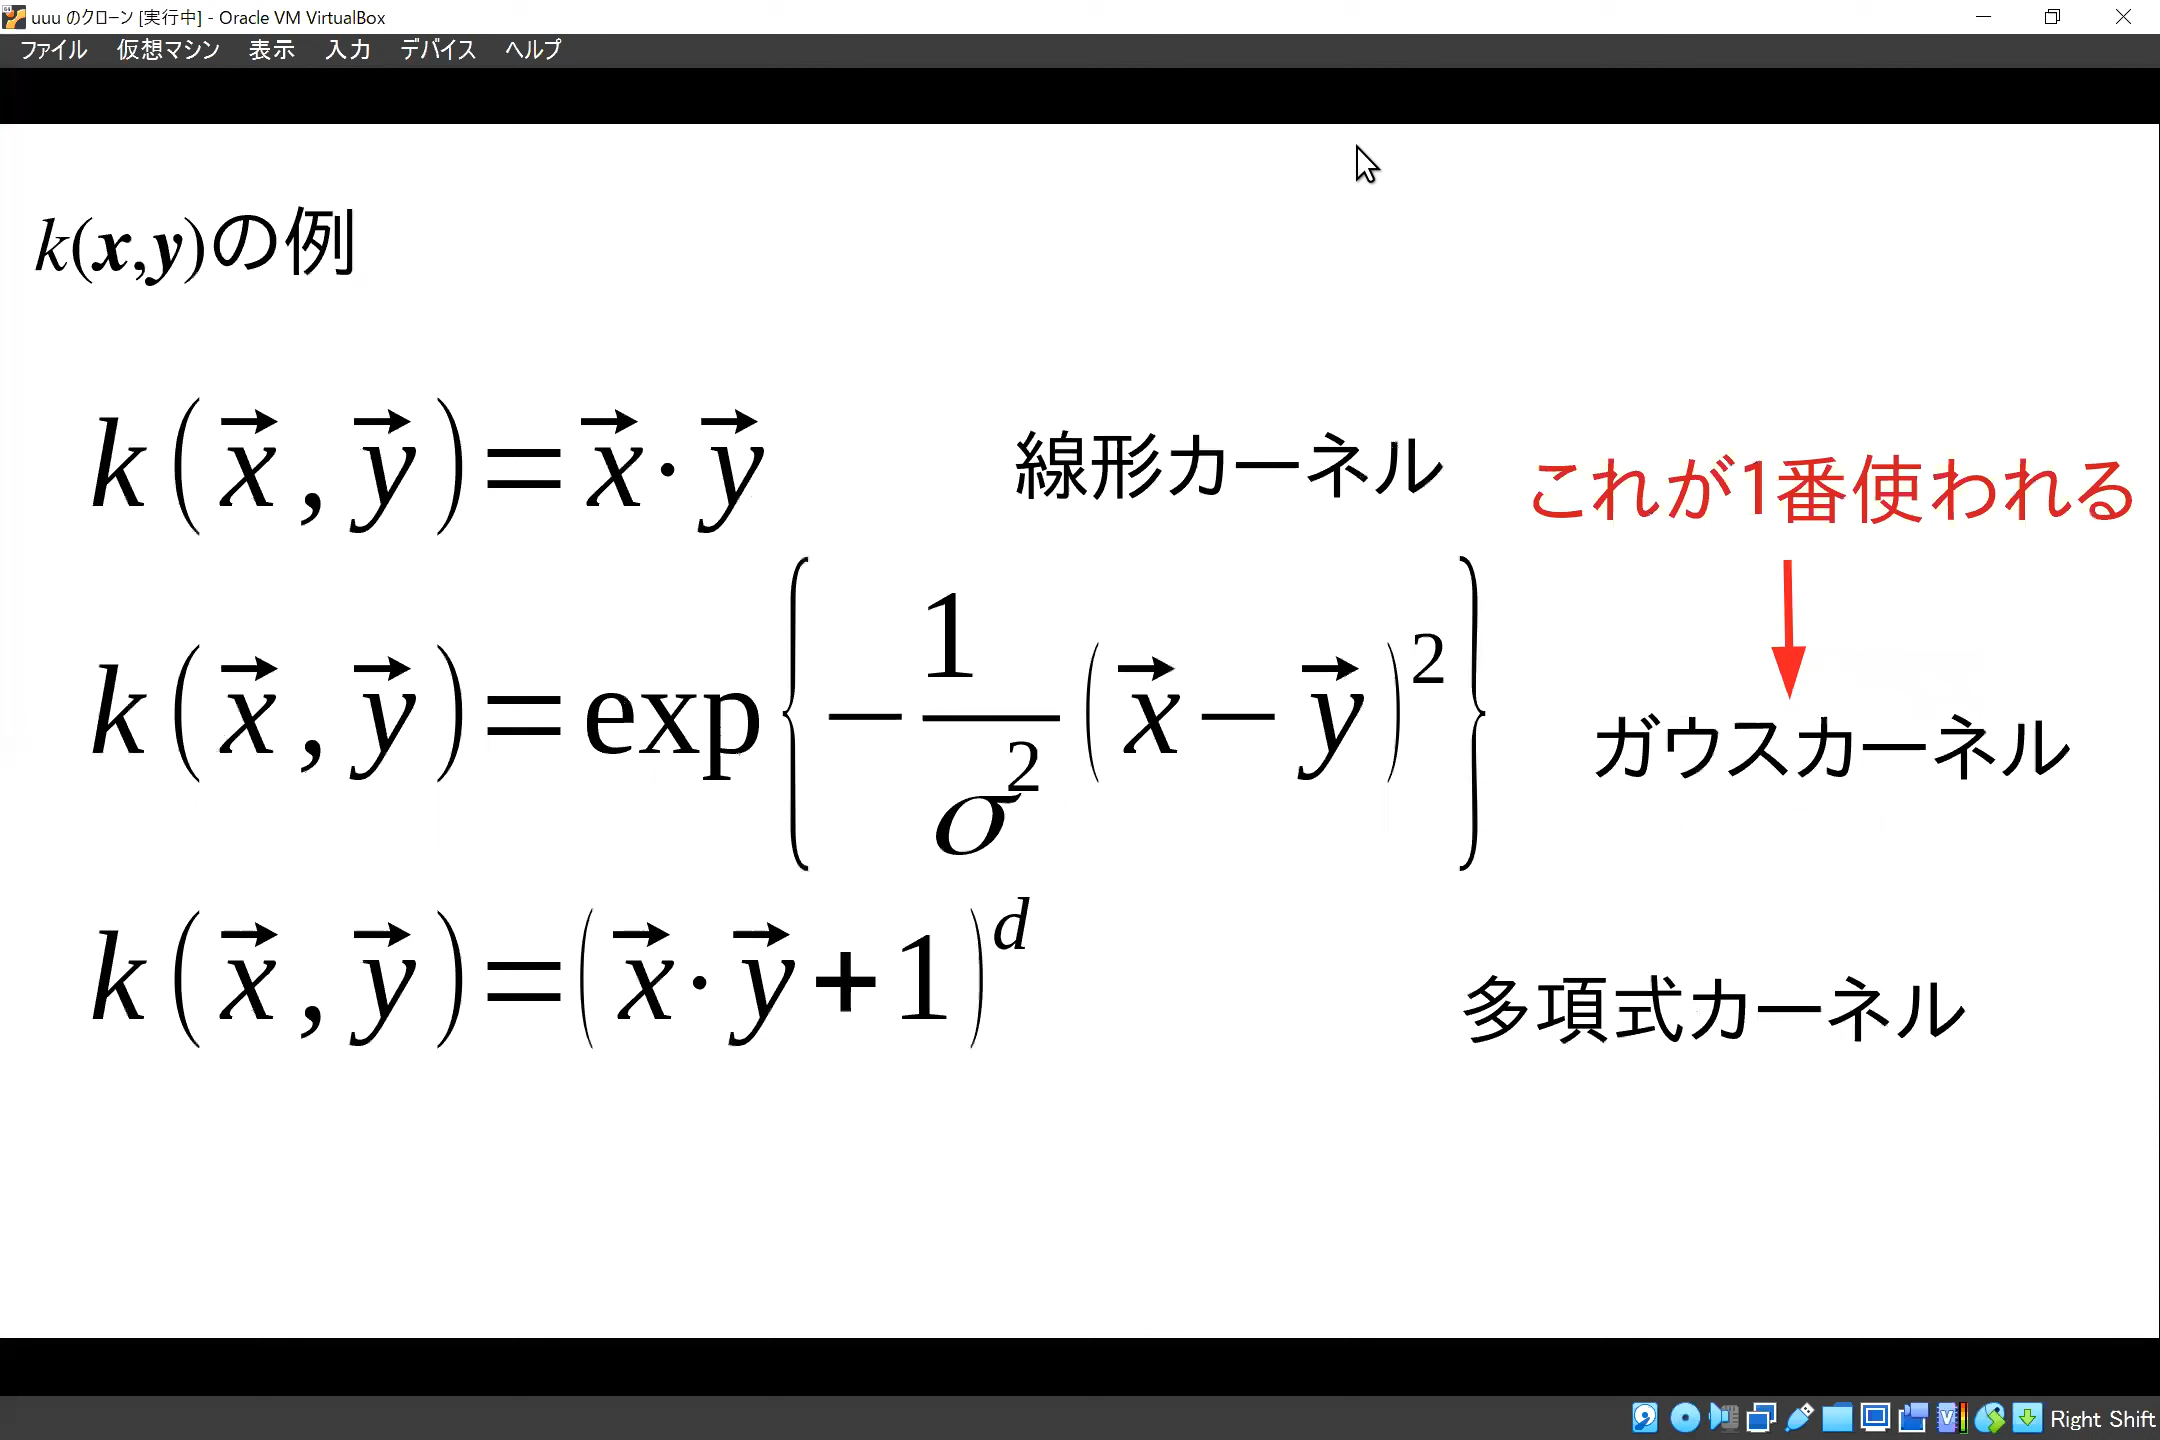 uuu のクローン [実行中] - Oracle VM VirtualBox
ファイル 仮想マシン 表示 入力 デバイス ヘルプ
k(x,y)の例
k(x⃗, y⃗)=x⃗·y⃗ 線形カーネル
これが1番使われる
k(x⃗, y⃗)=exp{−1/σ²(x⃗−y⃗)²} ガウスカーネル
k(x⃗, y⃗)=(x⃗·y⃗+1)^d 多項式カーネル
Right Shift